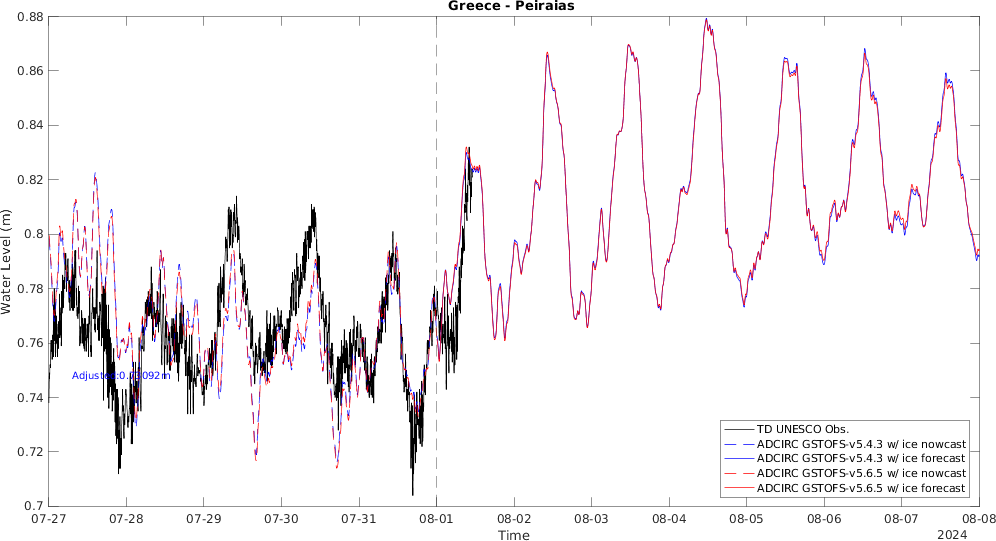 Greece - Peiraias
0.88
0.86
0.84
0.82
0.8
0.78
0.76
0.74
0.72
0.7
Water Level (m)
07-27 07-28 07-29 07-30 07-31 08-01 08-02 08-03 08-04 08-05 08-06 08-07 08-08
Time
2024
TD UNESCO Obs.
ADCIRC GSTOFS-v5.4.3 w/ ice nowcast
ADCIRC GSTOFS-v5.4.3 w/ ice forecast
ADCIRC GSTOFS-v5.6.5 w/ ice nowcast
ADCIRC GSTOFS-v5.6.5 w/ ice forecast